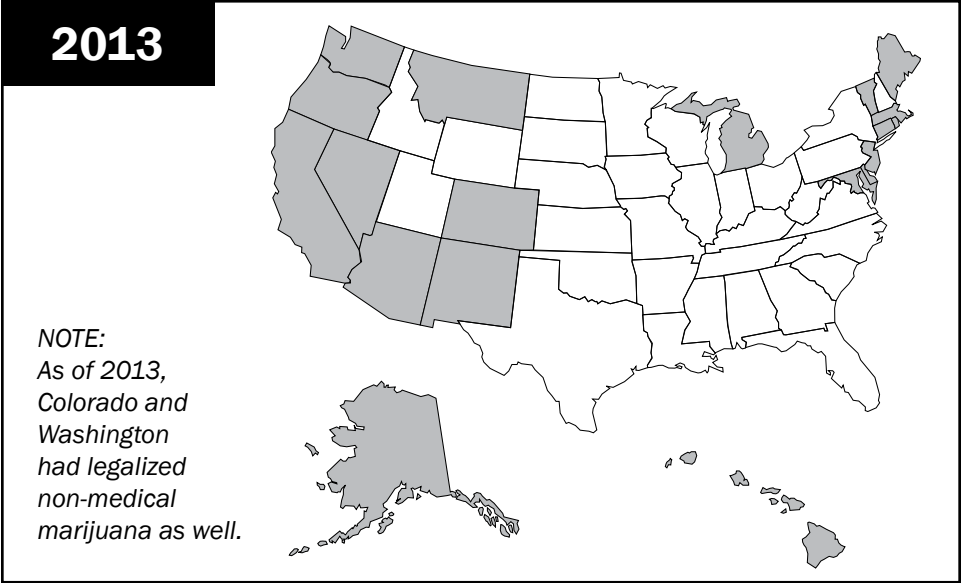 2013
NOTE:
As of 2013,
Colorado and
Washington
had legalized
non-medical
marijuana as well.